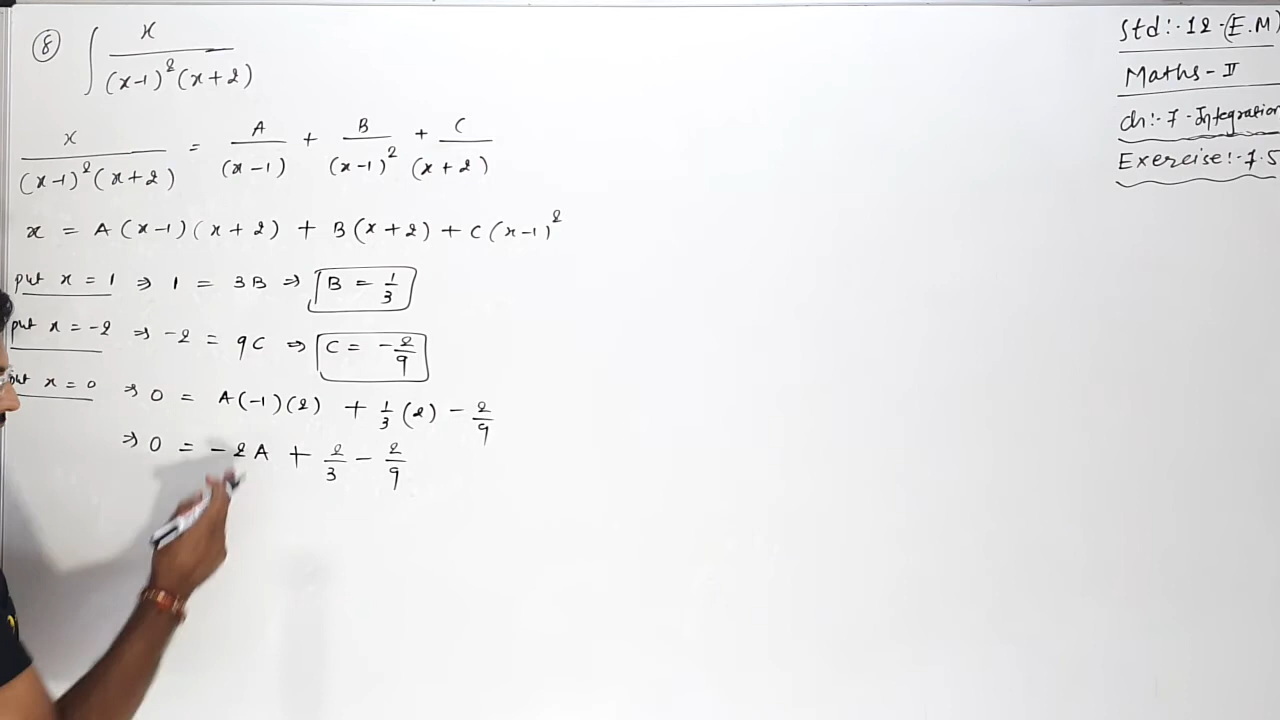 ⑧ ∫ x / (x-1)²(x+2)
x / (x-1)²(x+2) = A / (x-1) + B / (x-1)² + C / (x+2)
x = A(x-1)(x+2) + B(x+2) + C(x-1)²
put x = 1 ⇒ 1 = 3B ⇒ B = 1/3
put x = -2 ⇒ -2 = 9C ⇒ C = -2/9
put x = 0 ⇒ 0 = A(-1)(2) + 1/3 (2) - 2/9
⇒ 0 = -2A + 2/3 - 2/9
Std:- 12-(E.M)
Maths-II
Ch:- 7-Integration
Exercise:- 7.5